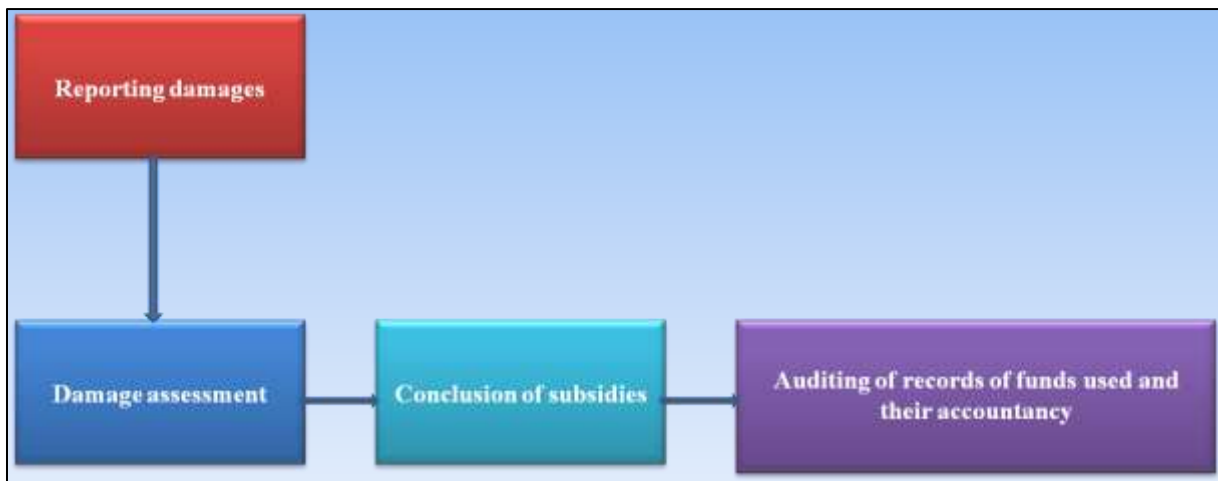 Reporting damages
Damage assessment
Conclusion of subsidies
Auditing of records of funds used and
their accountancy